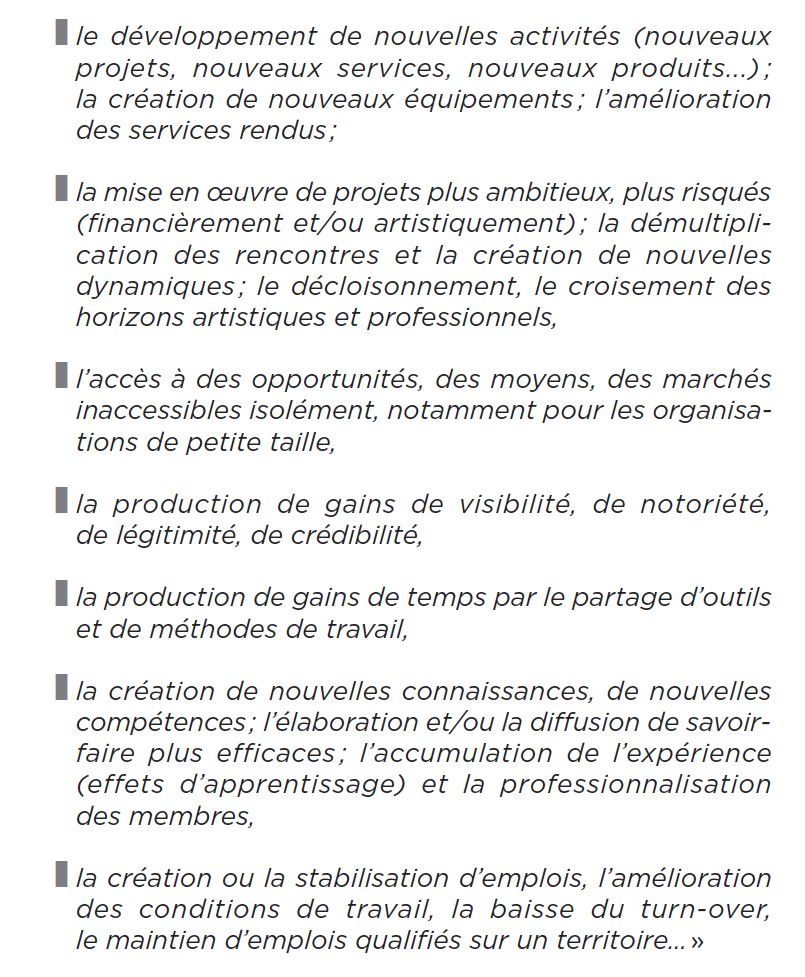 le développement de nouvelles activités (nouveaux
projets, nouveaux services, nouveaux produits...) ;
la création de nouveaux équipements ; l’amélioration
des services rendus ;
la mise en œuvre de projets plus ambitieux, plus risqués
(financièrement et/ou artistiquement) ; la démultipli-
cation des rencontres et la création de nouvelles
dynamiques ; le décloisonnement, le croisement des
horizons artistiques et professionnels,
l’accès à des opportunités, des moyens, des marchés
inaccessibles isolément, notamment pour les organisa-
tions de petite taille,
la production de gains de visibilité, de notoriété,
de légitimité, de crédibilité,
la production de gains de temps par le partage d’outils
et de méthodes de travail,
la création de nouvelles connaissances, de nouvelles
compétences ; l’élaboration et/ou la diffusion de savoir-
faire plus efficaces ; l’accumulation de l’expérience
(effets d’apprentissage) et la professionnalisation
des membres,
la création ou la stabilisation d’emplois, l’amélioration
des conditions de travail, la baisse du turn-over,
le maintien d’emplois qualifiés sur un territoire... »